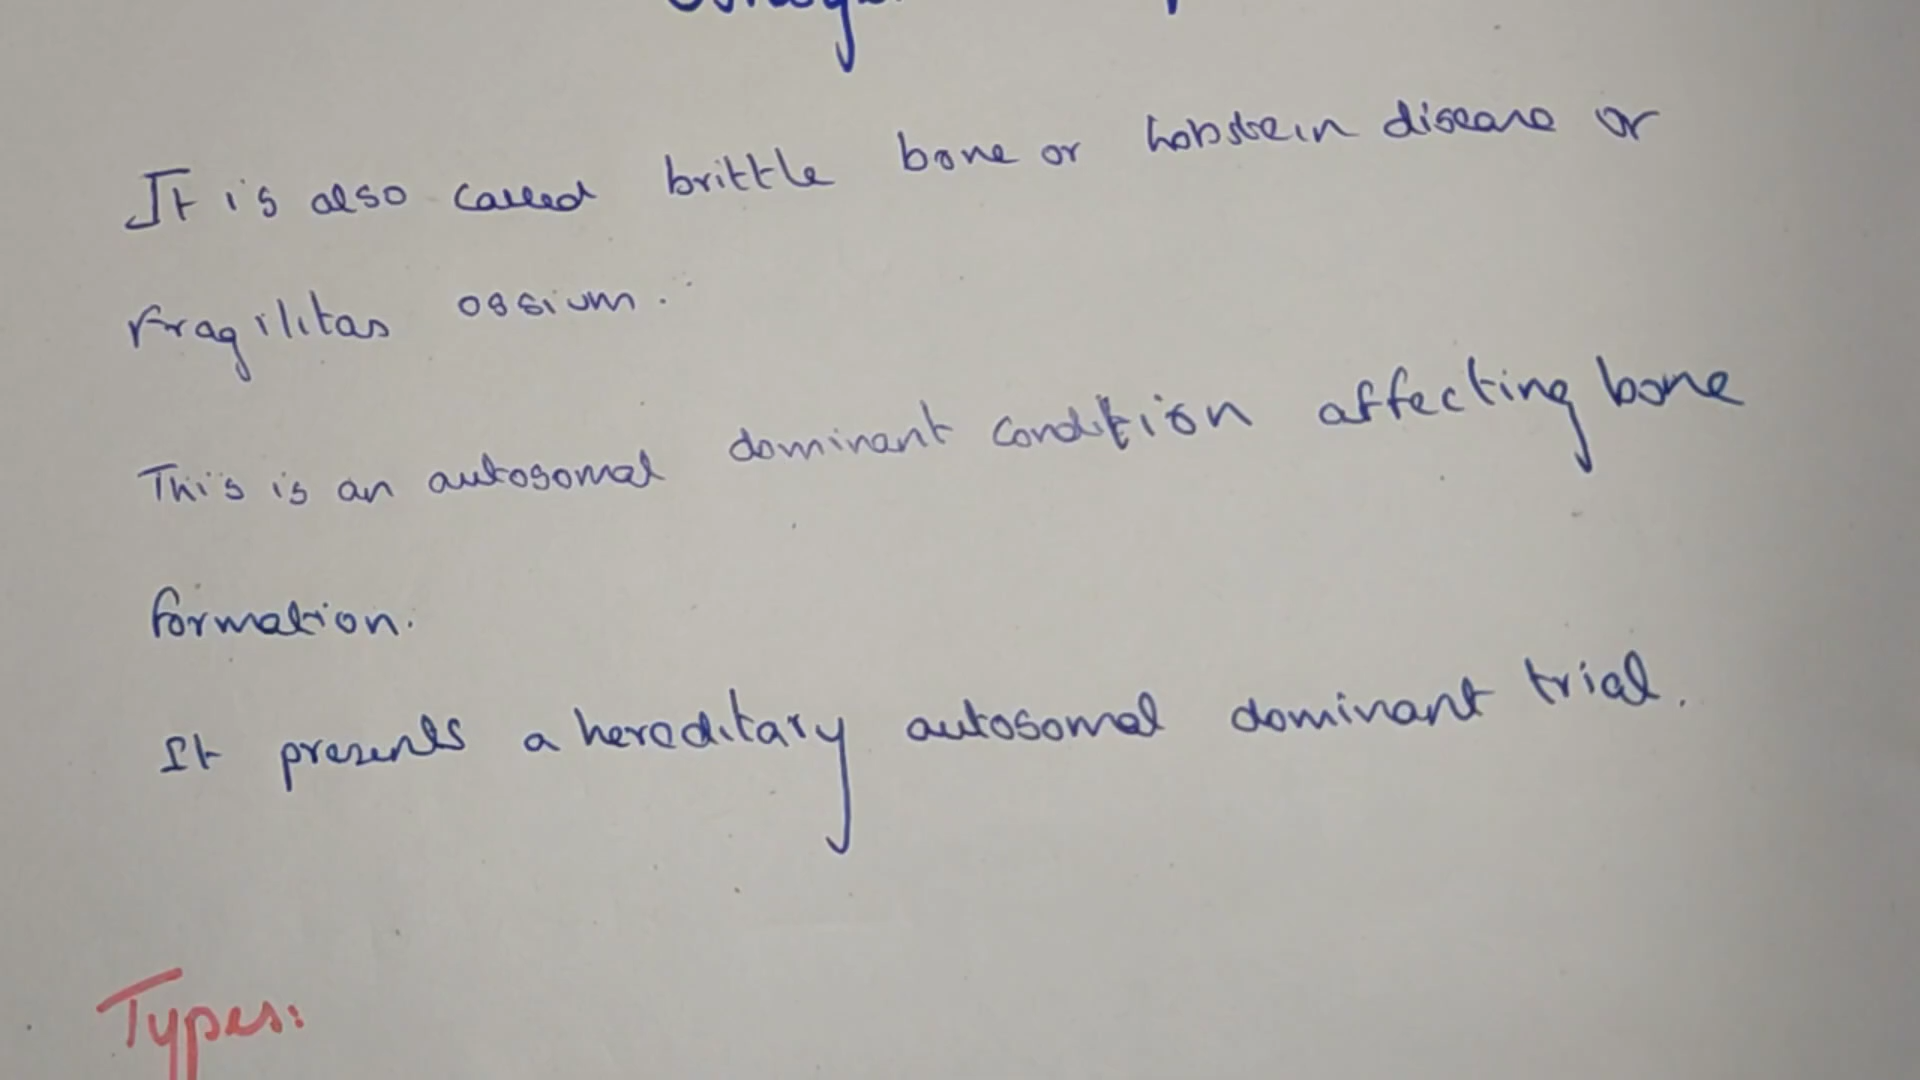 It is also called brittle bone or hobstein disease or
Fragilitas ossium.
This is an autosomal dominant condition affecting bone
formation.
It presents a hereditary autosomal dominant trial.
Types: